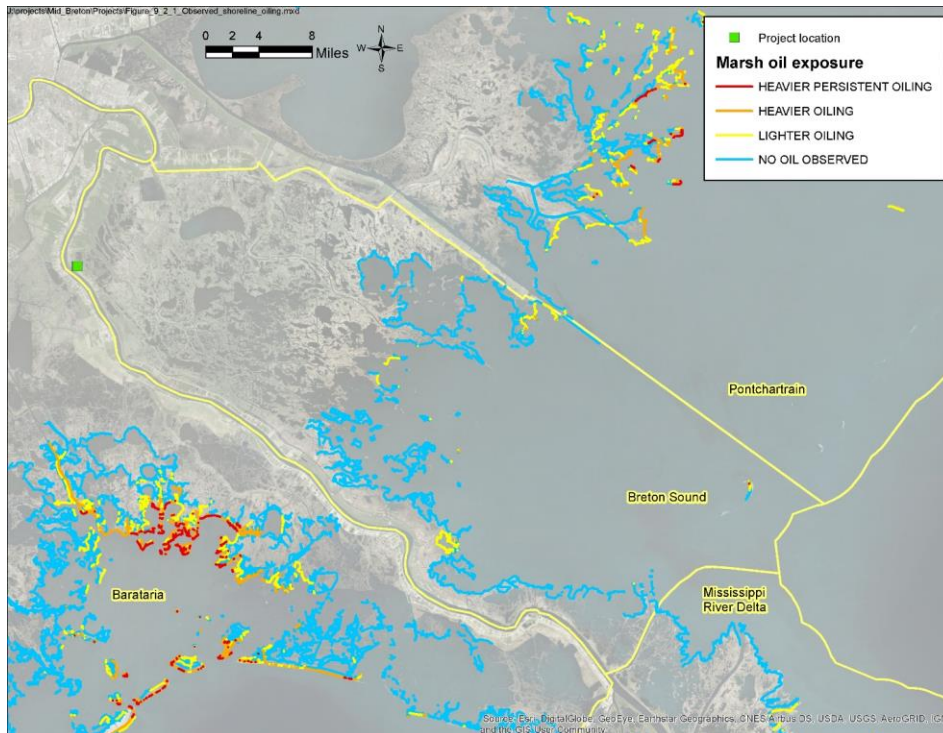 J:\projects\Mid_Breton\Projects\Figure_9_2_1_Observed_shoreline_oiling.mxd
0 2 4 8
Miles
N
W E
S
Project location
Marsh oil exposure
HEAVIER PERSISTENT OILING
HEAVIER OILING
LIGHTER OILING
NO OIL OBSERVED
Pontchartrain
Breton Sound
Mississippi
River Delta
Barataria
Source: Esri, DigitalGlobe, GeoEye, Earthstar Geographics, CNES/Airbus DS, USDA, USGS, AeroGRID, IGN,
and the GIS User Community